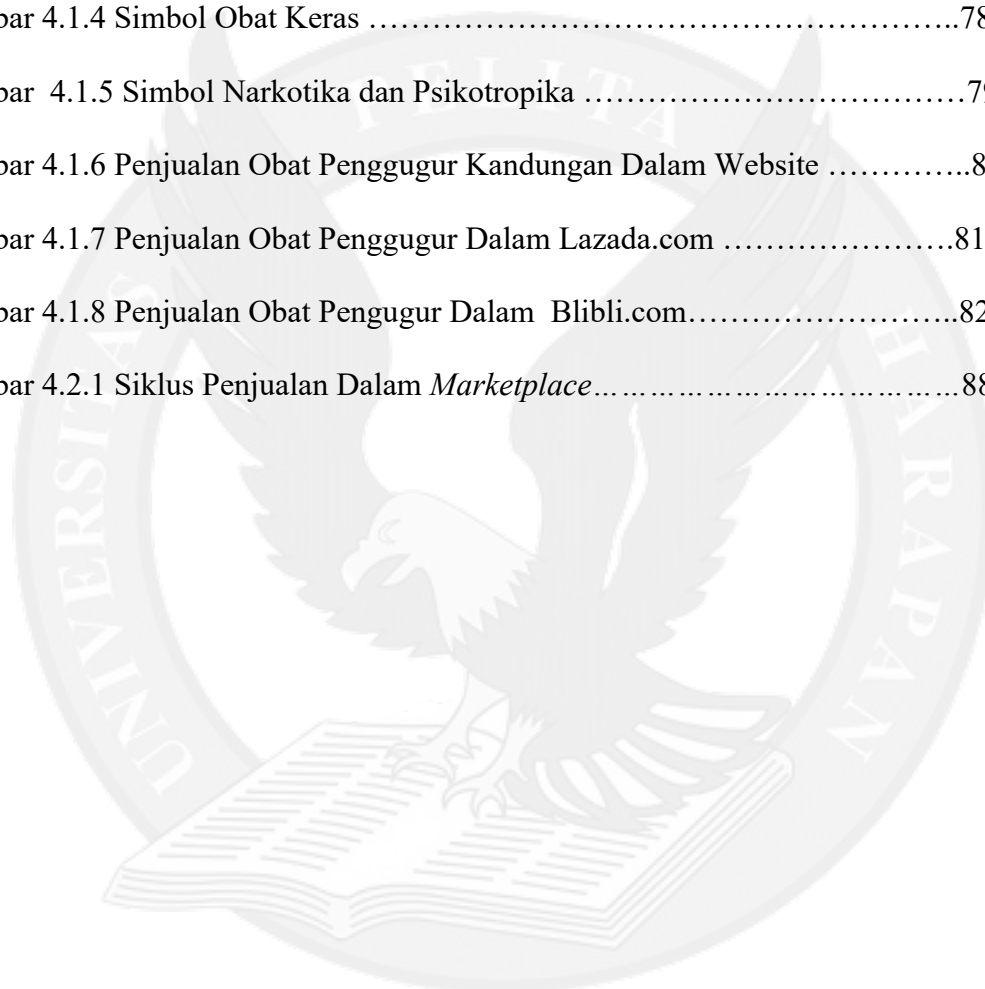 bar 4.1.4 Simbol Obat Keras ……………………………………………..78
bar  4.1.5 Simbol Narkotika dan Psikotropika ………………………………79
bar 4.1.6 Penjualan Obat Penggugur Kandungan Dalam Website …………..8
bar 4.1.7 Penjualan Obat Penggugur Dalam Lazada.com ………………….81
bar 4.1.8 Penjualan Obat Pengugur Dalam  Blibli.com……………………..82
bar 4.2.1 Siklus Penjualan Dalam Marketplace……………………………88
UNIVERSITAS PELITA HARAPAN